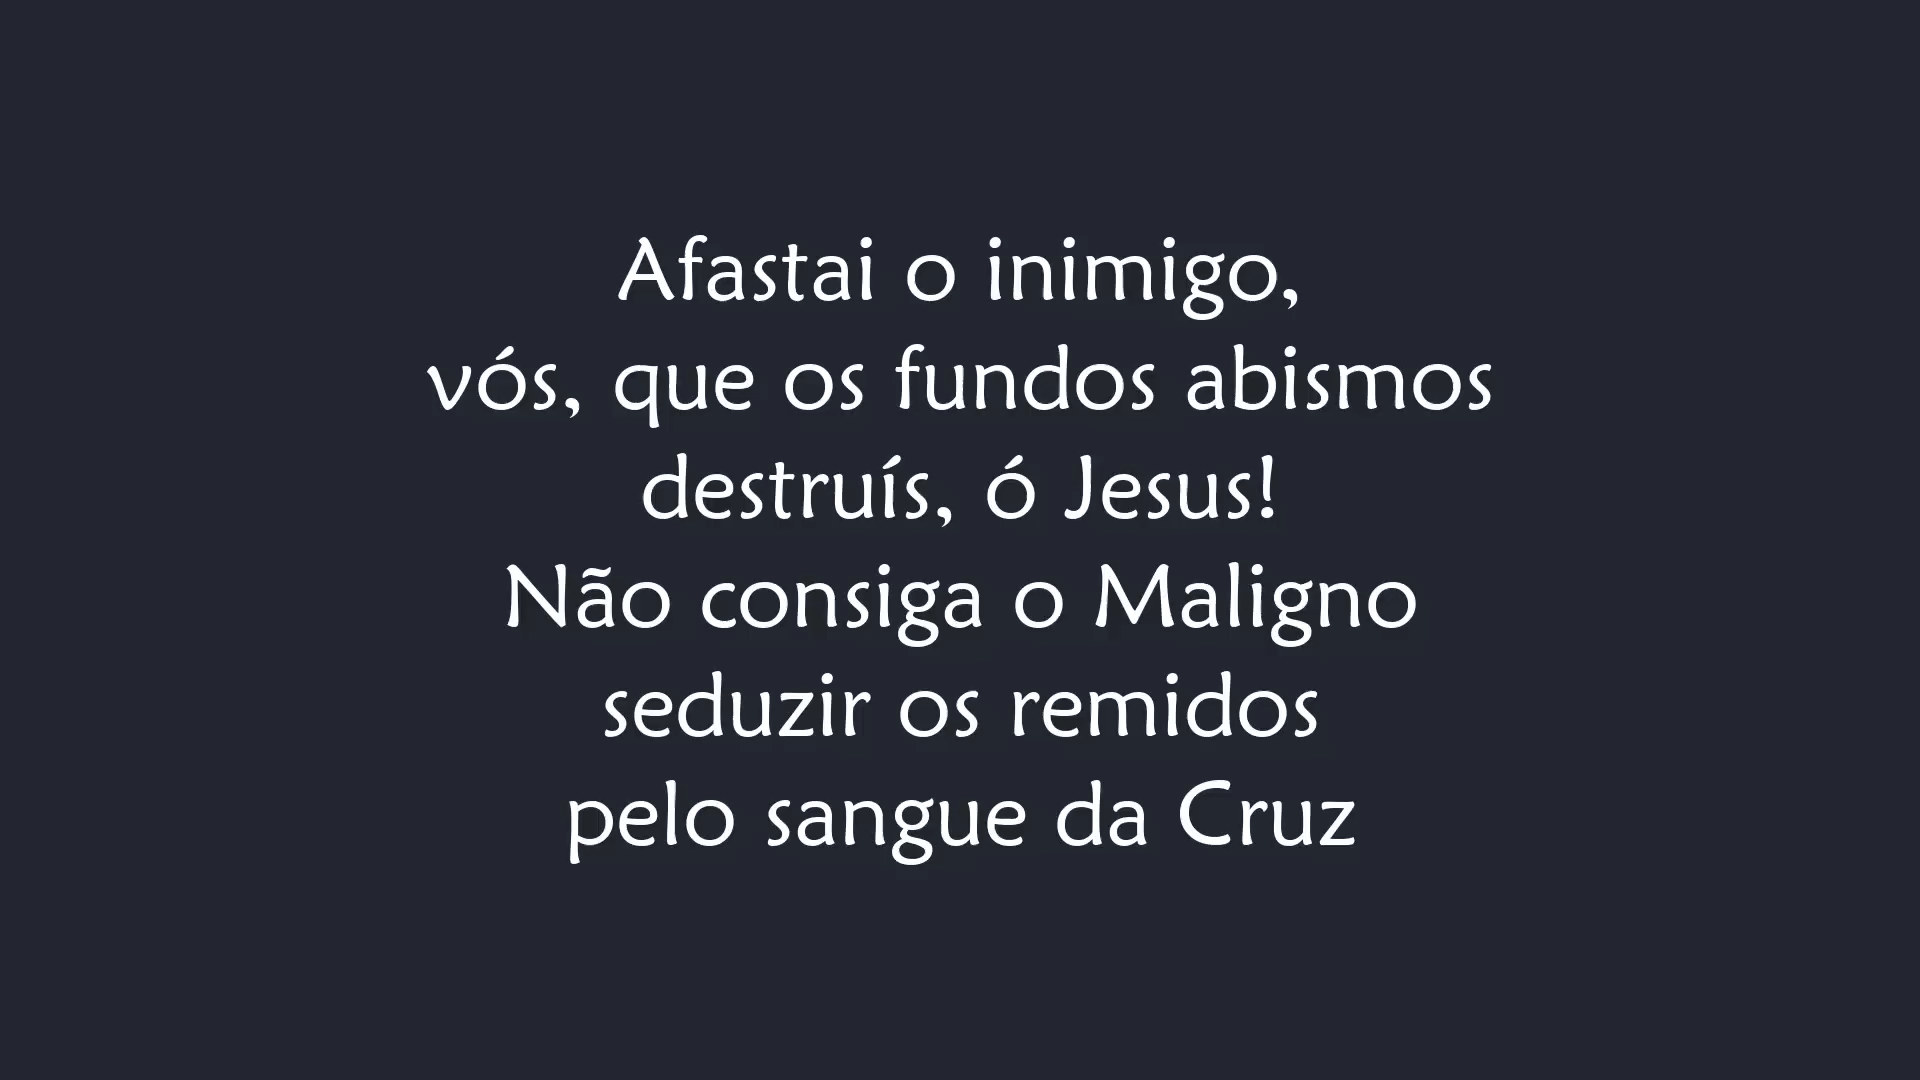 Afastai o inimigo,
vós, que os fundos abismos
destruís, ó Jesus!
Não consiga o Maligno
seduzir os remidos
pelo sangue da Cruz